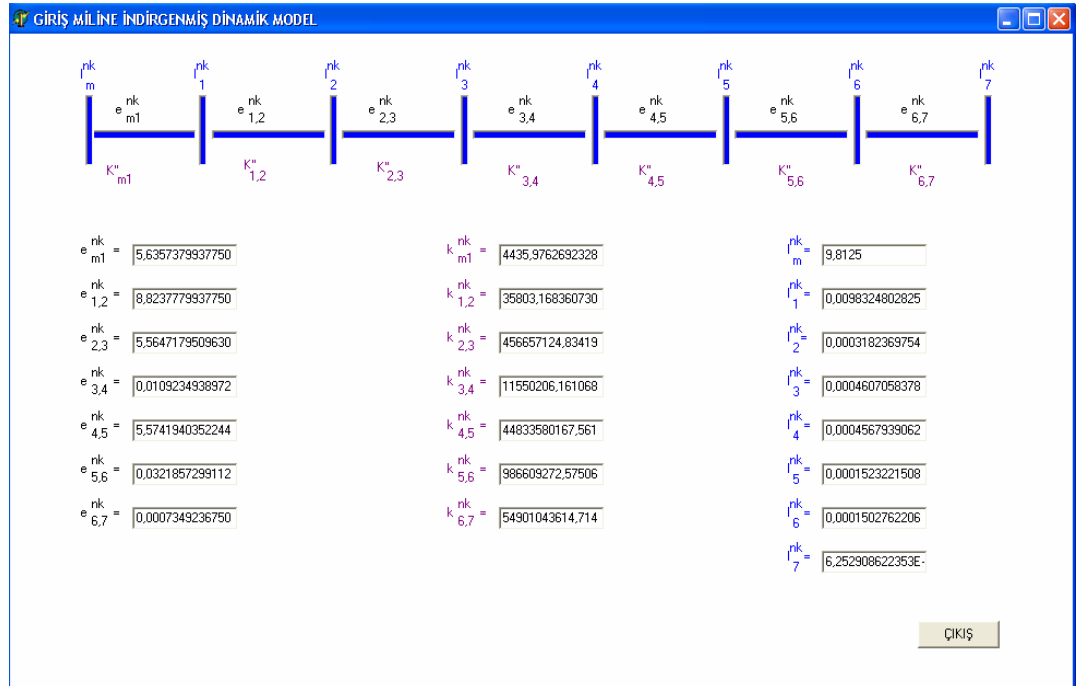 GİRİŞ MİLİNE İNDİRGENMİŞ DİNAMİK MODEL
I nk m I nk 1 I nk 2 I nk 3 I nk 4 I nk 5 I nk 6 I nk 7
e nk m1 e nk 1,2 e nk 2,3 e nk 3,4 e nk 4,5 e nk 5,6 e nk 6,7
K" m1 K" 1,2 K" 2,3 K" 3,4 K" 4,5 K" 5,6 K" 6,7
e nk m1 = 5,6357379937750 k nk m1 = 4435,9762692328 I nk m = 9,8125
e nk 1,2 = 8,8237779937750 k nk 1,2 = 35803,168360730 I nk 1 = 0,0098324802825
e nk 2,3 = 5,5647179509630 k nk 2,3 = 456657124,83419 I nk 2 = 0,0003182369754
e nk 3,4 = 0,0109234938972 k nk 3,4 = 11550206,161068 I nk 3 = 0,0004607058378
e nk 4,5 = 5,5741940352244 k nk 4,5 = 44833580167,561 I nk 4 = 0,0004567939062
e nk 5,6 = 0,0321857299112 k nk 5,6 = 986609272,57506 I nk 5 = 0,0001523221508
e nk 6,7 = 0,0007349236750 k nk 6,7 = 54901043614,714 I nk 6 = 0,0001502762206
I nk 7 = 6,252908622353E-
ÇIKIŞ